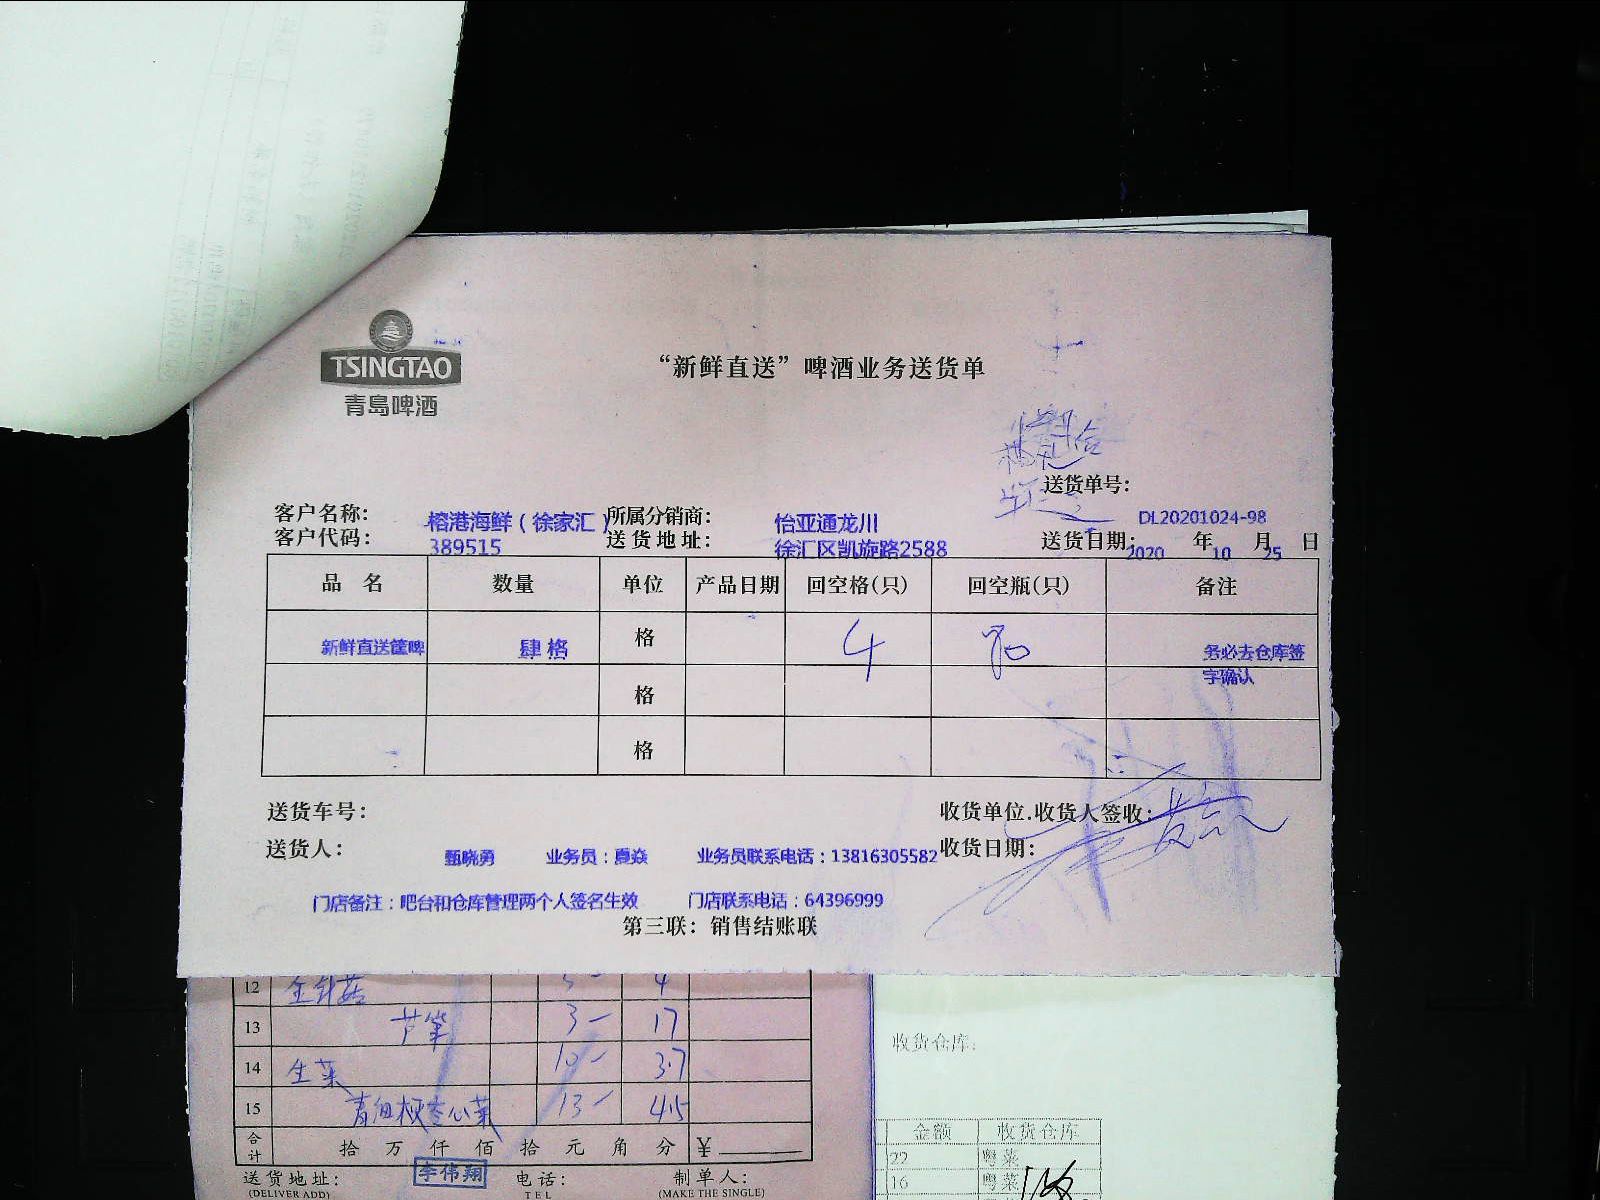 TSINGTAO
青岛啤酒
“新鲜直送”啤酒业务送货单
送货单号:
DL20201024-98
客户名称: 榕港海鲜（徐家汇） 所属分销商: 怡亚通龙川
客户代码: 389515 送货地址: 徐汇区凯旋路2588 送货日期: 2020 年 10 月 25 日
品 名 数量 单位 产品日期 回空格(只) 回空瓶(只) 备注
新鲜直送筐啤 肆格 格 4 务必去仓库签
字确认
格
格
送货车号: 收货单位.收货人签收:
送货人: 甄晓勇 业务员：夏焱 业务员联系电话：13816305582 收货日期:
门店备注：吧台和仓库管理两个人签名生效 门店联系电话：64396999
第三联: 销售结账联
12 金针菇 4
13 芦笋 3- 17
14 生菜 10- 3.7
15 青细梗空心菜 13- 4.5
合计 拾 万 仟 佰 拾 元 角 分 ¥
送货地址: 李伟翔 电话: 制单人:
(DELIVER ADD) TEL (MAKE THE SINGLE)
收货仓库:
金额 收货仓库
22 粤菜
16 粤菜